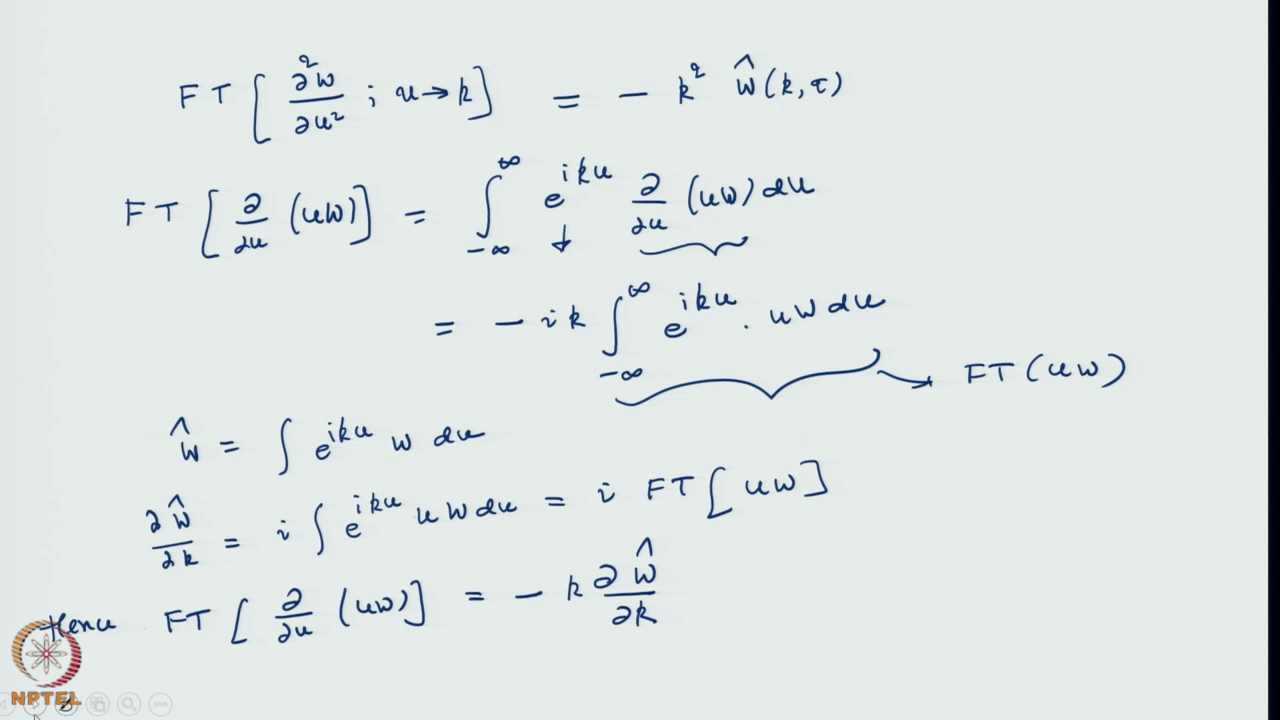 FT [ ∂²w/∂u² ; u → k ] = − k² ŵ(k, τ)
FT [ ∂/∂u (uw) ] = ∫_{-∞}^{∞} e^{iku} ∂/∂u (uw) du
= − ik ∫_{-∞}^{∞} e^{iku} . uw du → FT(uw)
ŵ = ∫ e^{iku} w du
∂ŵ/∂k = i ∫ e^{iku} u w du = i FT [ uw ]
Hence FT [ ∂/∂u (uw) ] = − k ∂ŵ/∂k
NPTEL